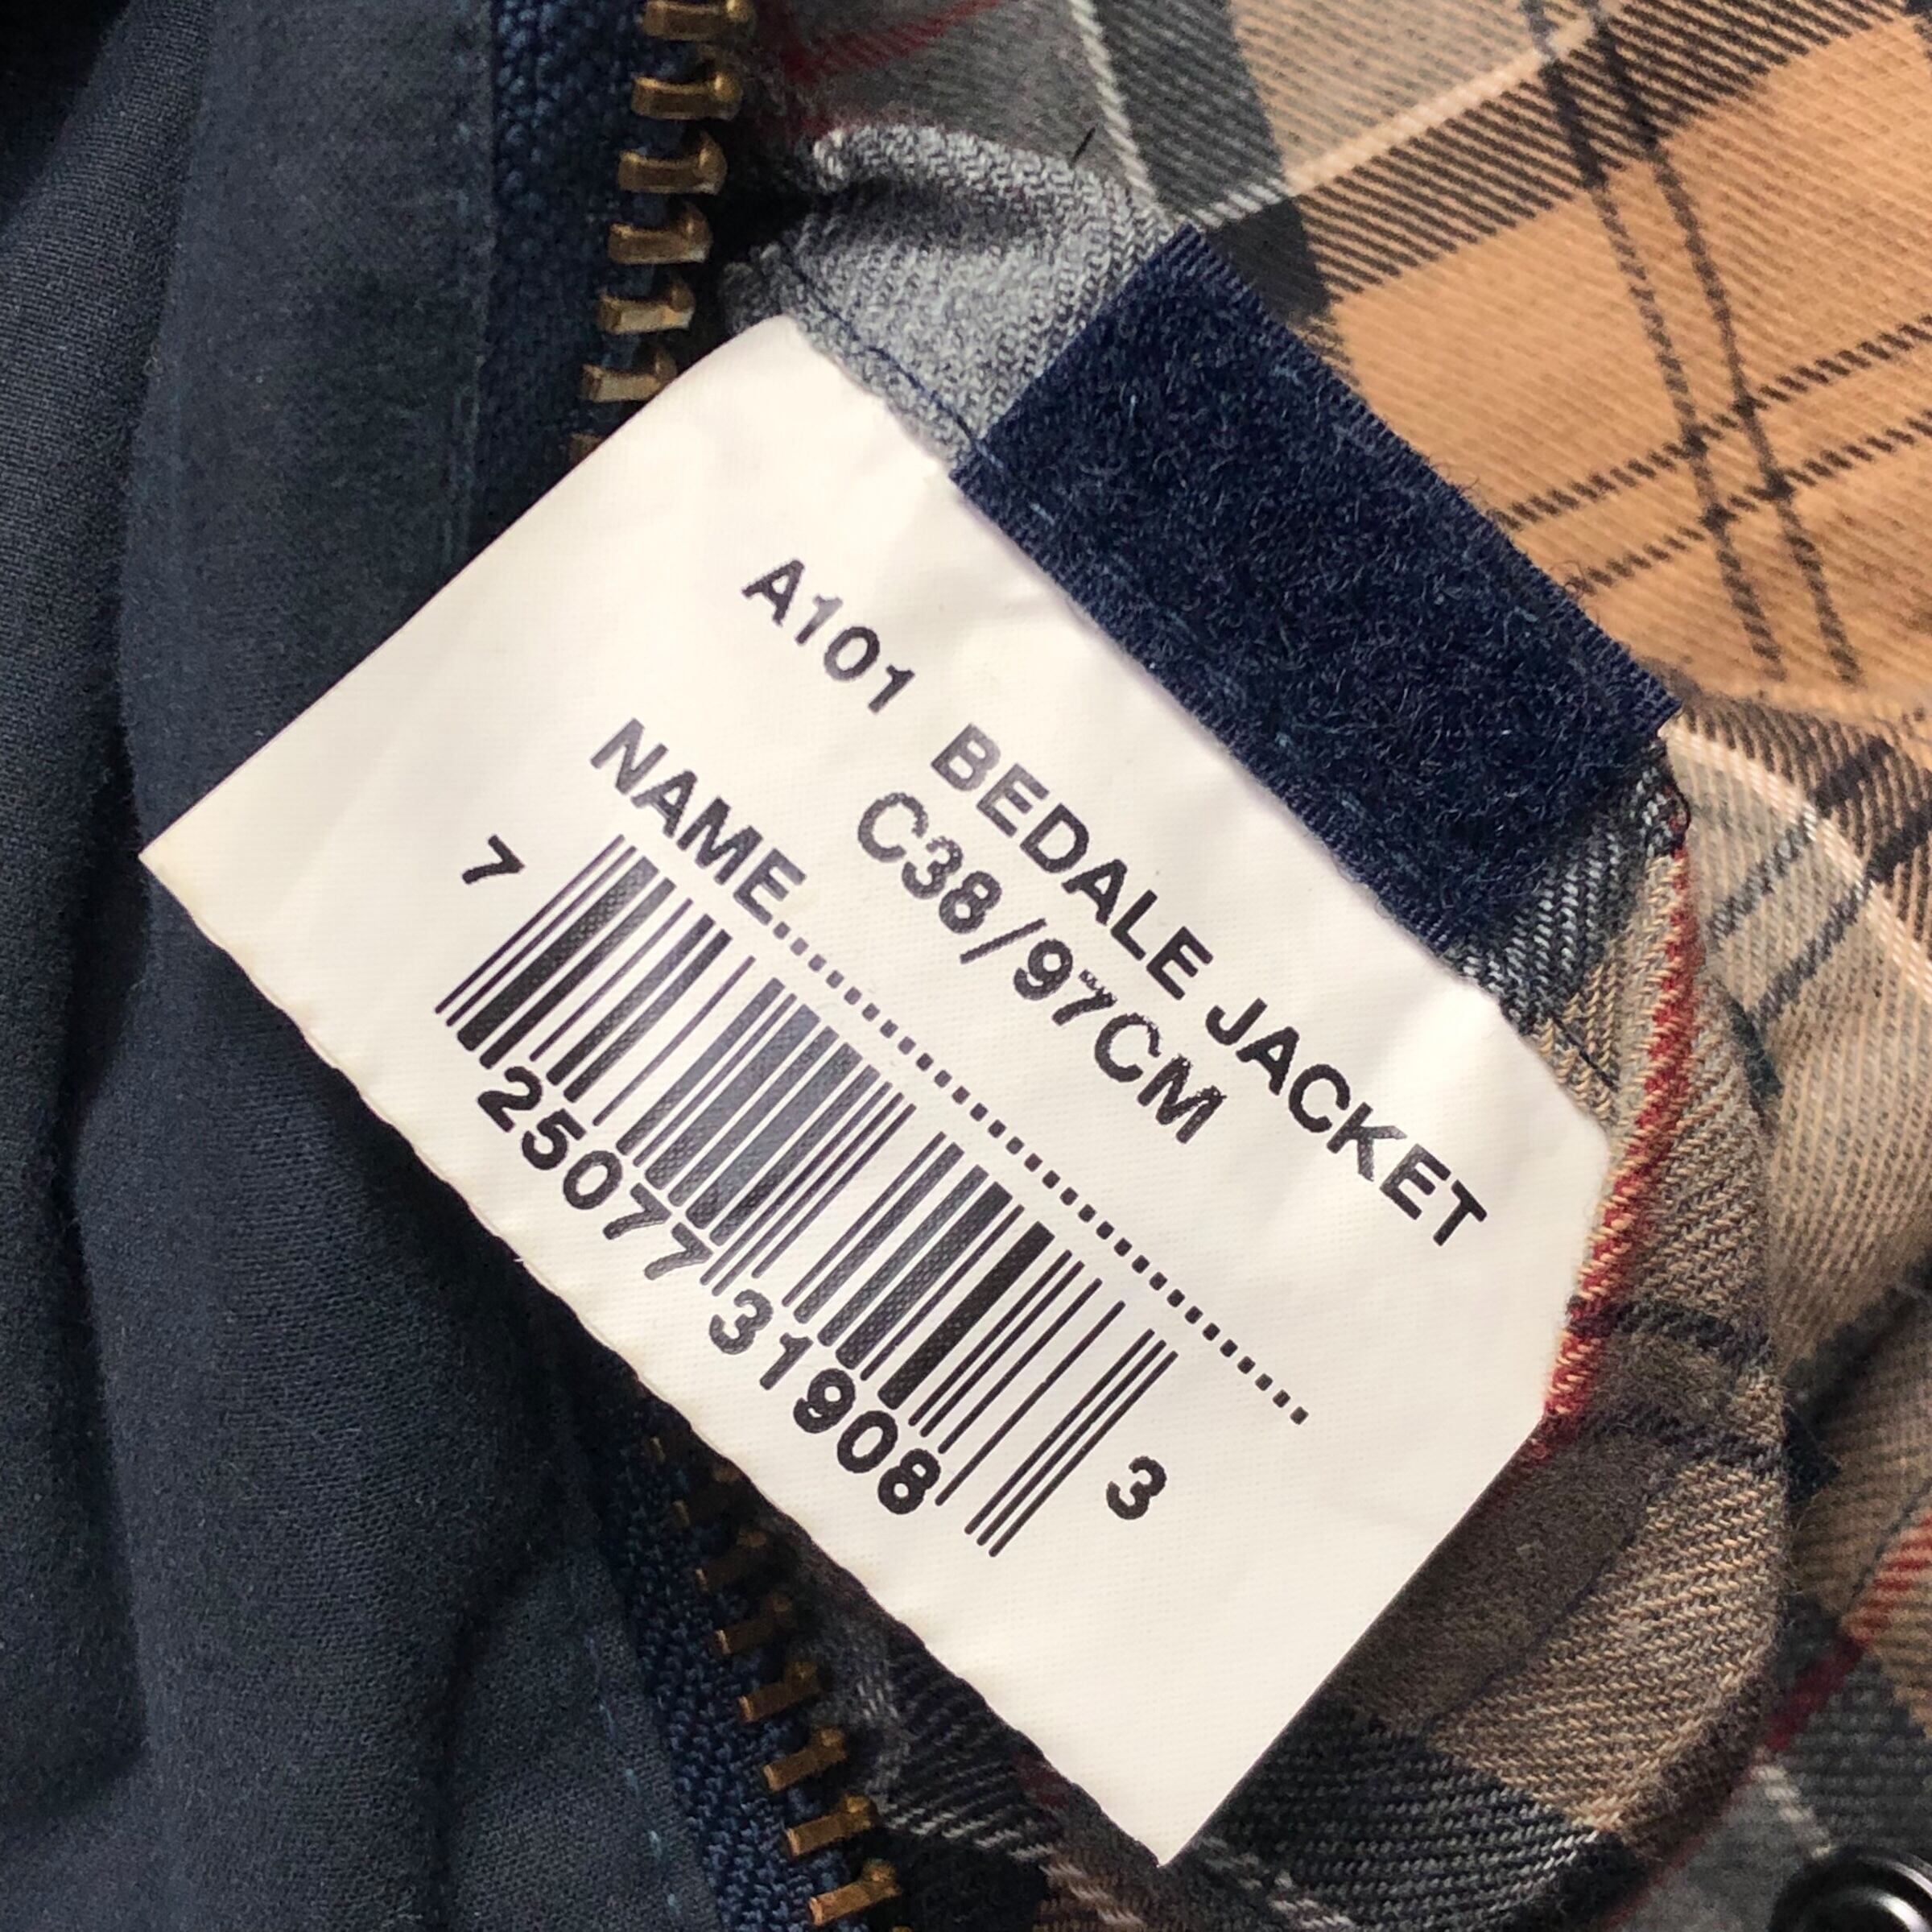 A101 BEDALE JACKET
C38/97CM
NAME................................................
7 25077 31908 3